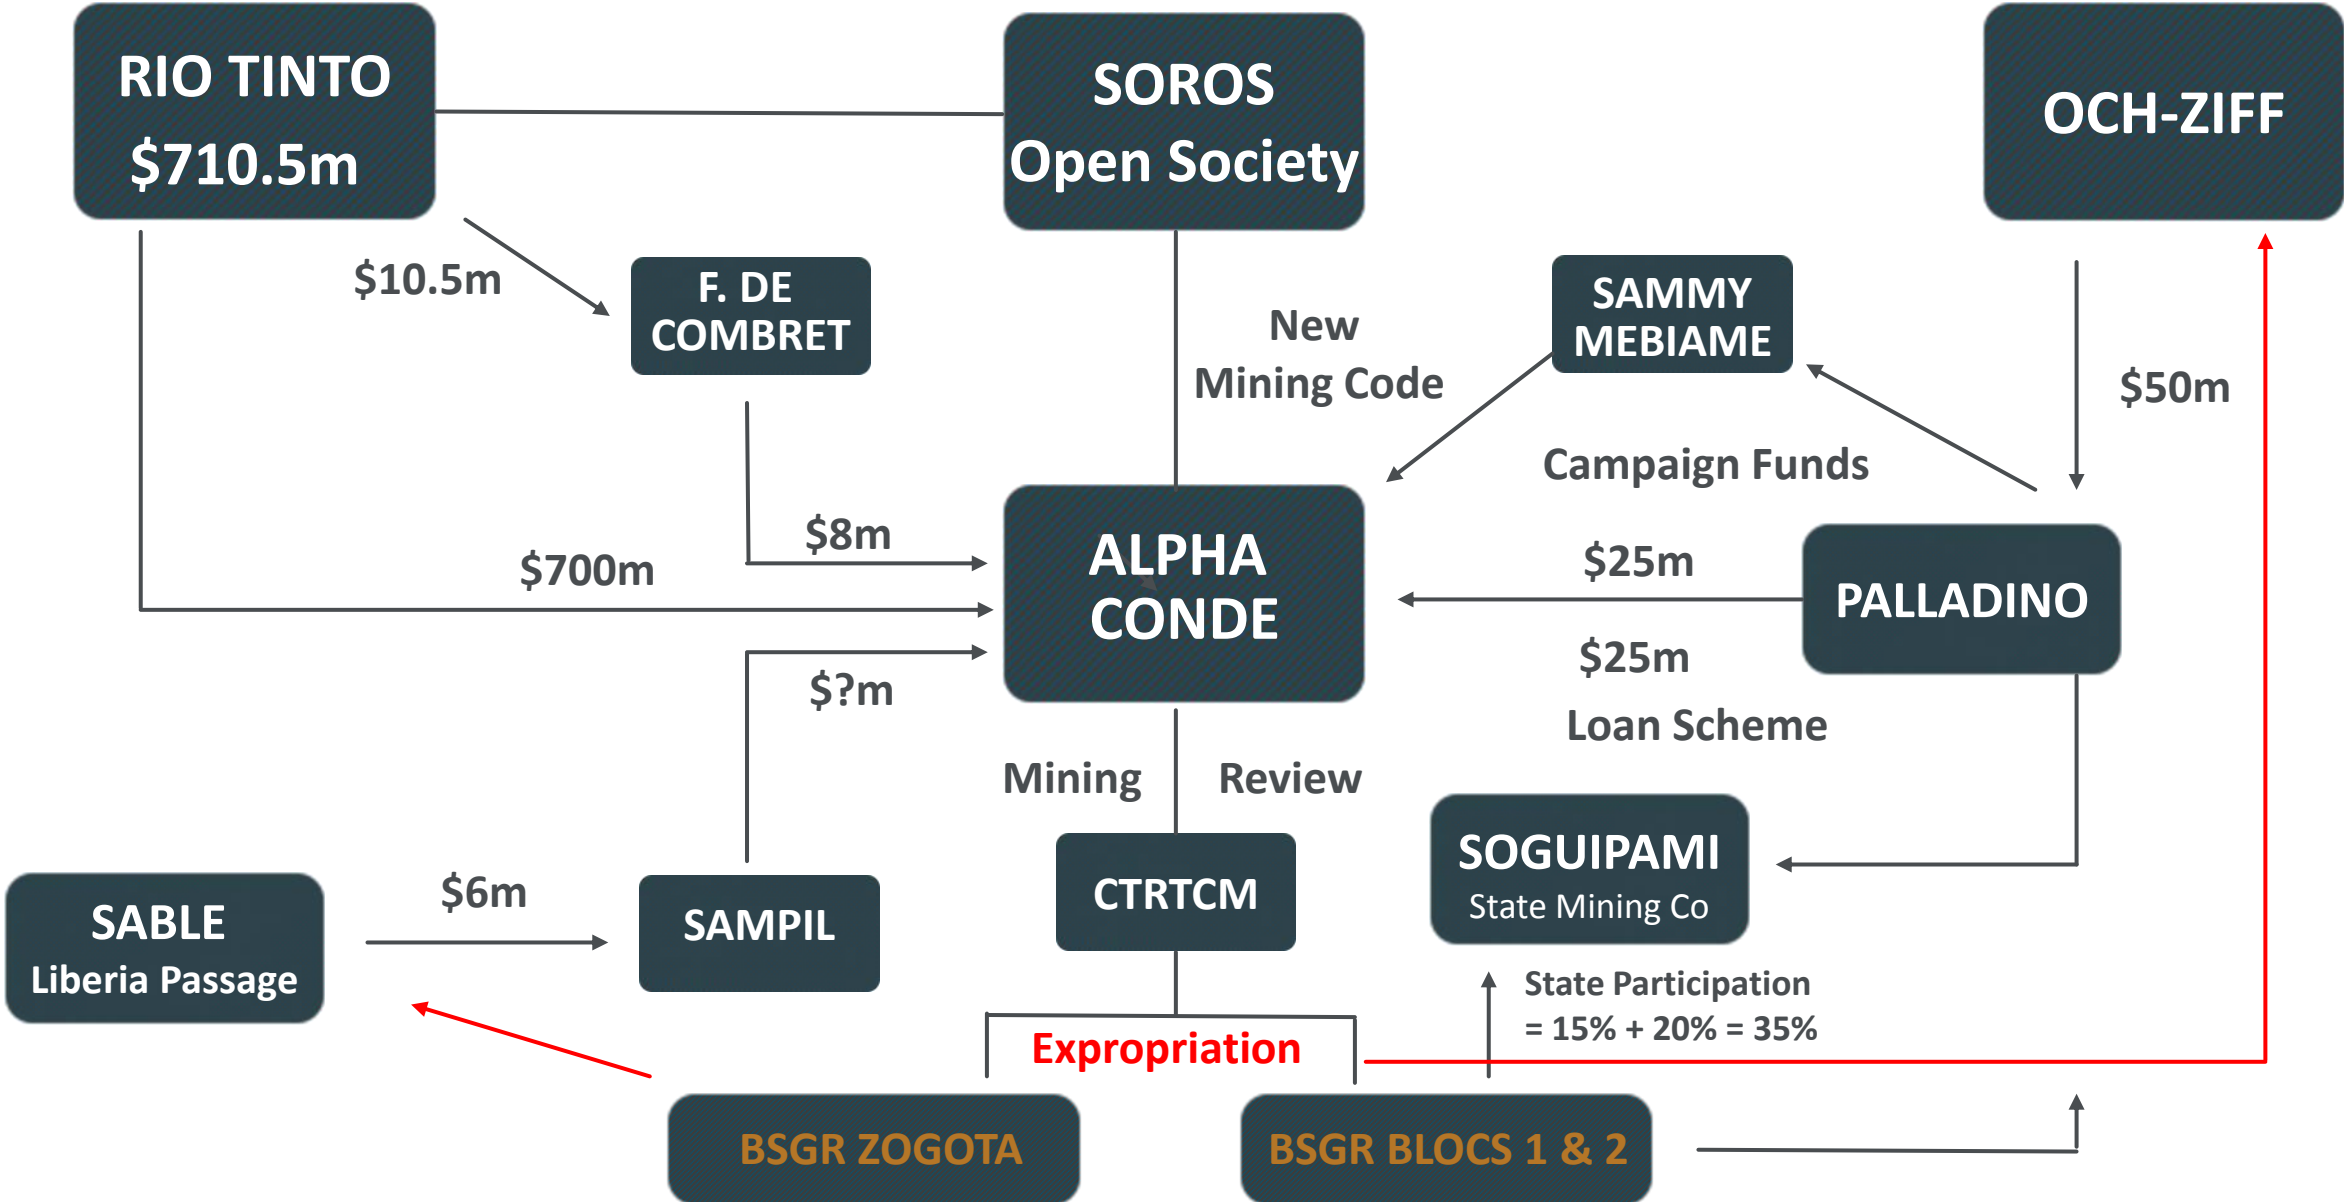 RIO TINTO
$710.5m
SOROS
Open Society
OCH-ZIFF
$10.5m
F. DE
COMBRET
New
Mining Code
SAMMY
MEBIAME
$50m
Campaign Funds
$8m
$700m
ALPHA
CONDE
$25m
PALLADINO
$25m
Loan Scheme
$?m
Mining Review
SABLE
Liberia Passage
$6m
SAMPIL
CTRTCM
SOGUIPAMI
State Mining Co
State Participation
= 15% + 20% = 35%
Expropriation
BSGR ZOGOTA
BSGR BLOCS 1 & 2